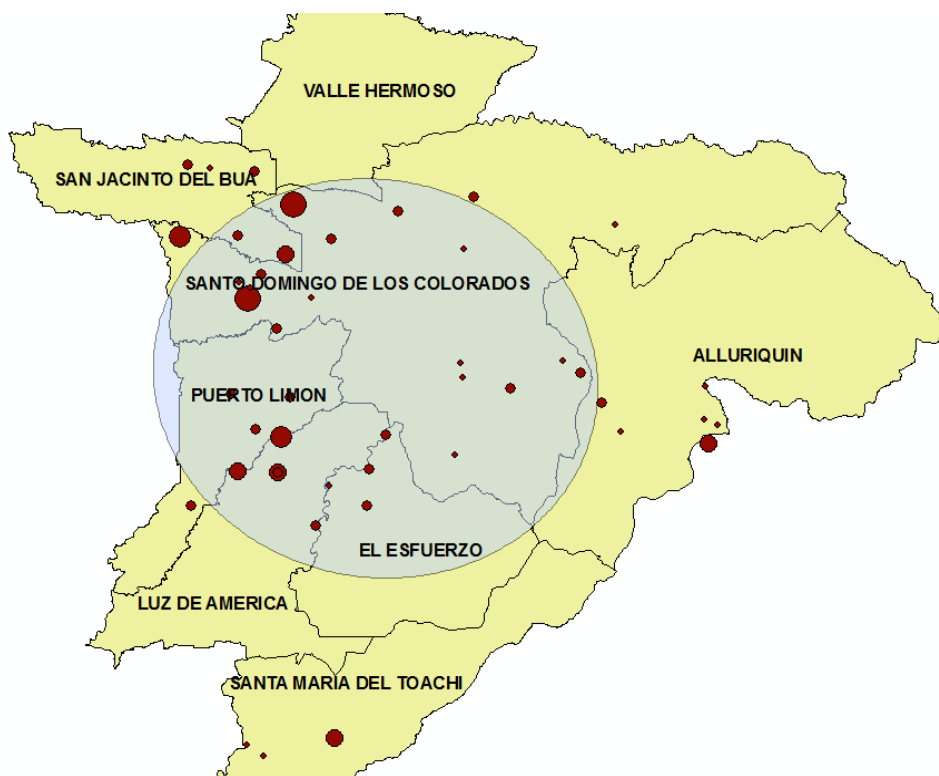 VALLE HERMOSO
SAN JACINTO DEL BUA
SANTO DOMINGO DE LOS COLORADOS
ALLURIQUIN
PUERTO LIMON
EL ESFUERZO
LUZ DE AMERICA
SANTA MARIA DEL TOACHI